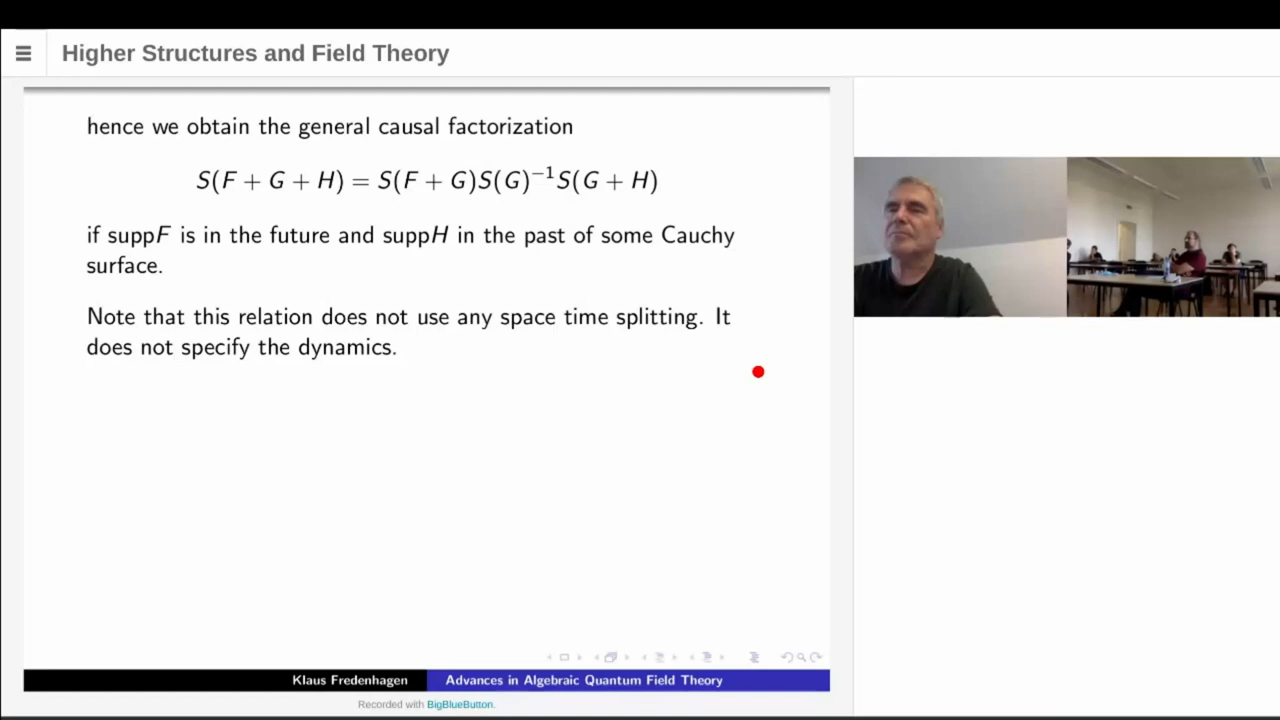 Higher Structures and Field Theory
hence we obtain the general causal factorization
S(F + G + H) = S(F + G)S(G)⁻¹S(G + H)
if suppF is in the future and suppH in the past of some Cauchy
surface.
Note that this relation does not use any space time splitting. It
does not specify the dynamics.
Klaus Fredenhagen
Advances in Algebraic Quantum Field Theory
Recorded with BigBlueButton.